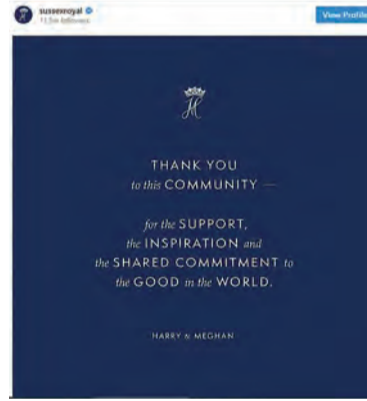 sussexroyal
View Profile
THANK YOU
to this COMMUNITY —
for the SUPPORT,
the INSPIRATION and
the SHARED COMMITMENT to
the GOOD in the WORLD.
HARRY & MEGHAN